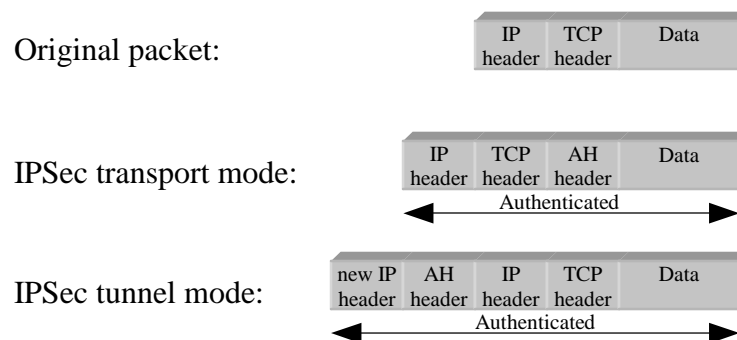 Original packet:
IP TCP Data
header header
IPSec transport mode:
IP TCP AH Data
header header header
Authenticated
IPSec tunnel mode:
new IP AH IP TCP Data
header header header header
Authenticated